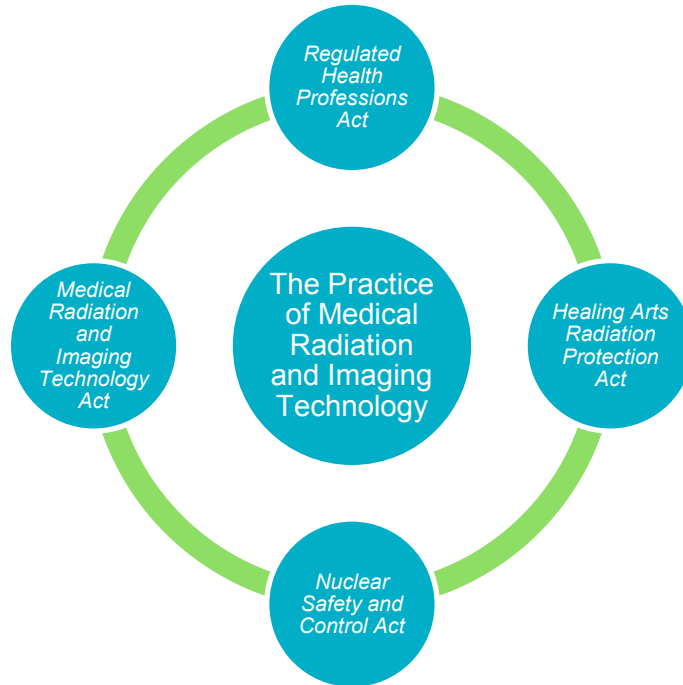 Regulated
Health
Professions
Act
Medical
Radiation
and
Imaging
Technology
Act
The Practice
of Medical
Radiation
and Imaging
Technology
Healing Arts
Radiation
Protection
Act
Nuclear
Safety and
Control Act